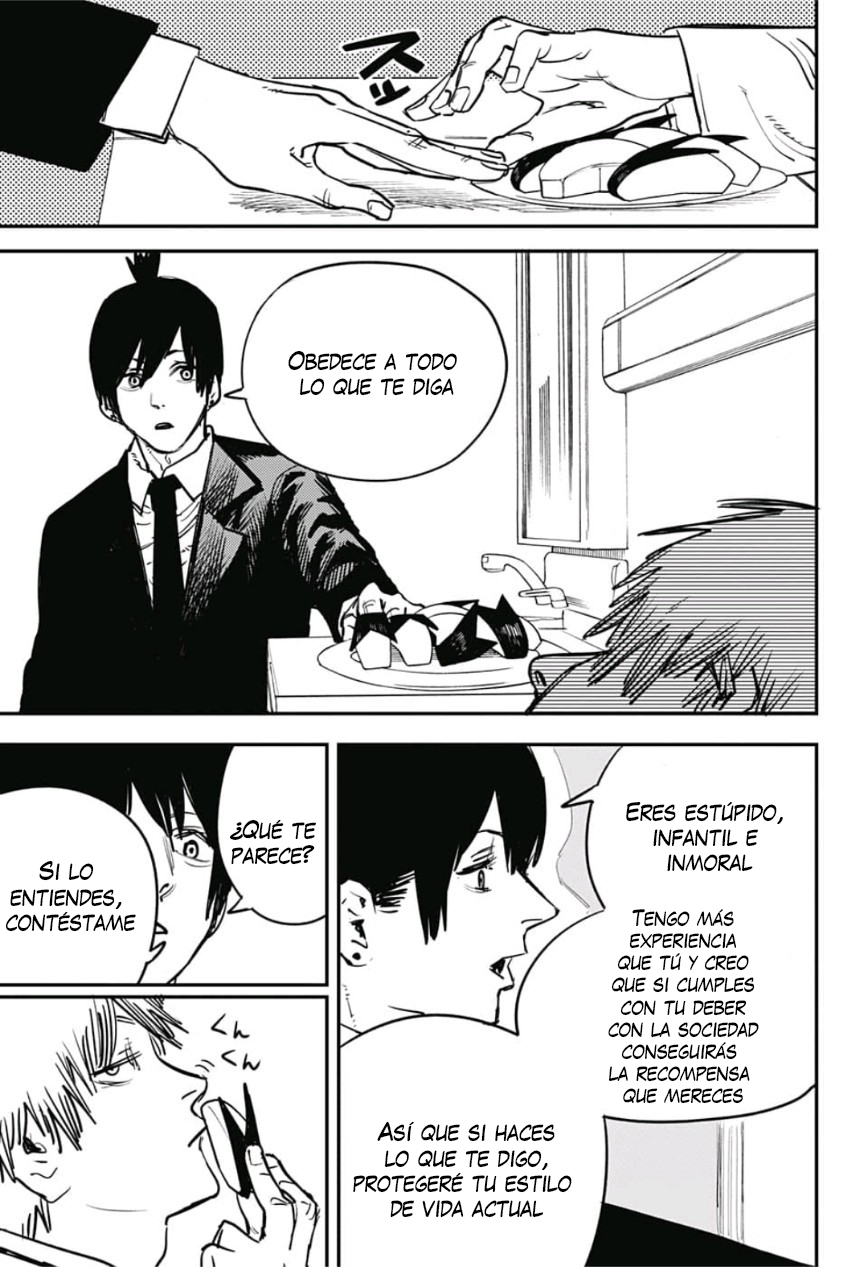 スッ
OBEDECE A TODO
LO QUE TE DIGA
ERES ESTÚPIDO,
INFANTIL E
INMORAL
TENGO MÁS
EXPERIENCIA
QUE TÚ Y CREO
QUE SI CUMPLES
CON TU DEBER
CON LA SOCIEDAD
CONSEGUIRÁS
LA RECOMPENSA
QUE MERECES
ASÍ QUE SI HACES
LO QUE TE DIGO,
PROTEGERÉ TU ESTILO
DE VIDA ACTUAL
¿QUÉ TE
PARECE?
SI LO
ENTIENDES,
CONTÉSTAME
くん
くん